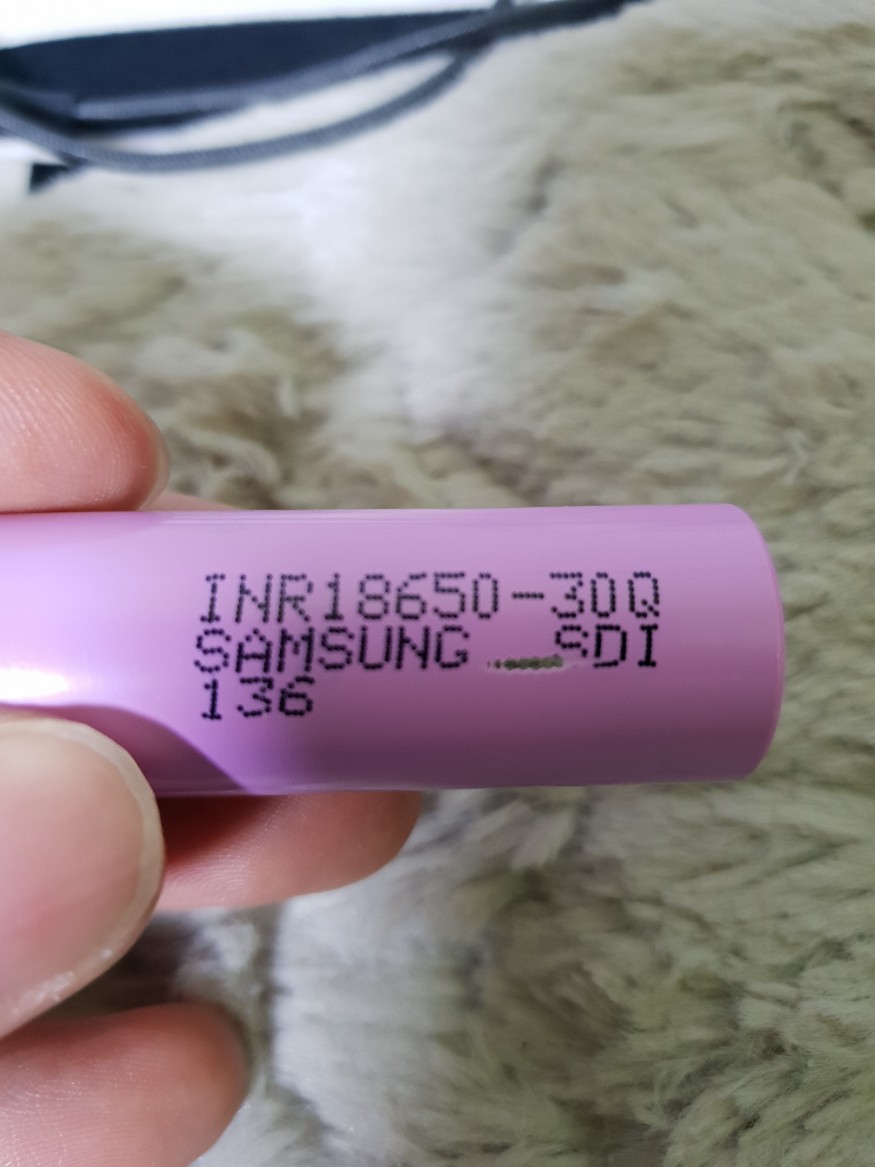 INR18650-30Q
SAMSUNG SDI
136